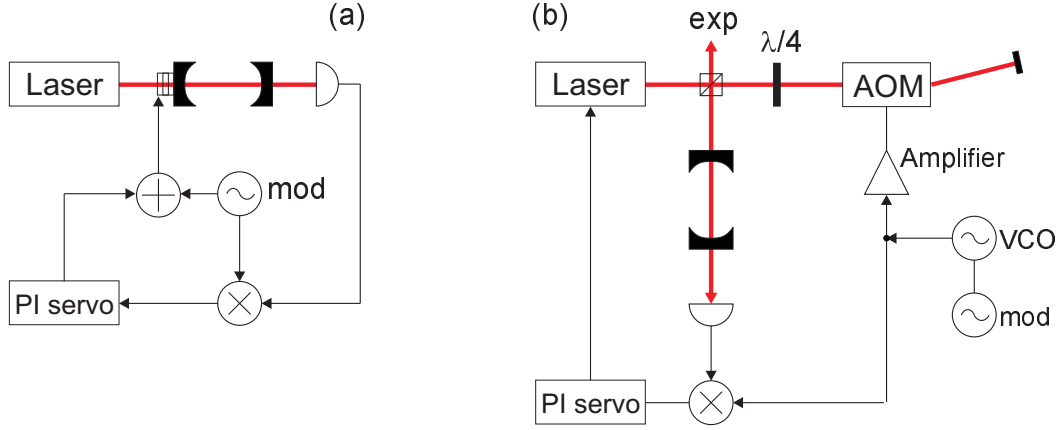 (a)
Laser
mod
PI servo
(b)
exp
λ/4
Laser
AOM
Amplifier
VCO
mod
PI servo